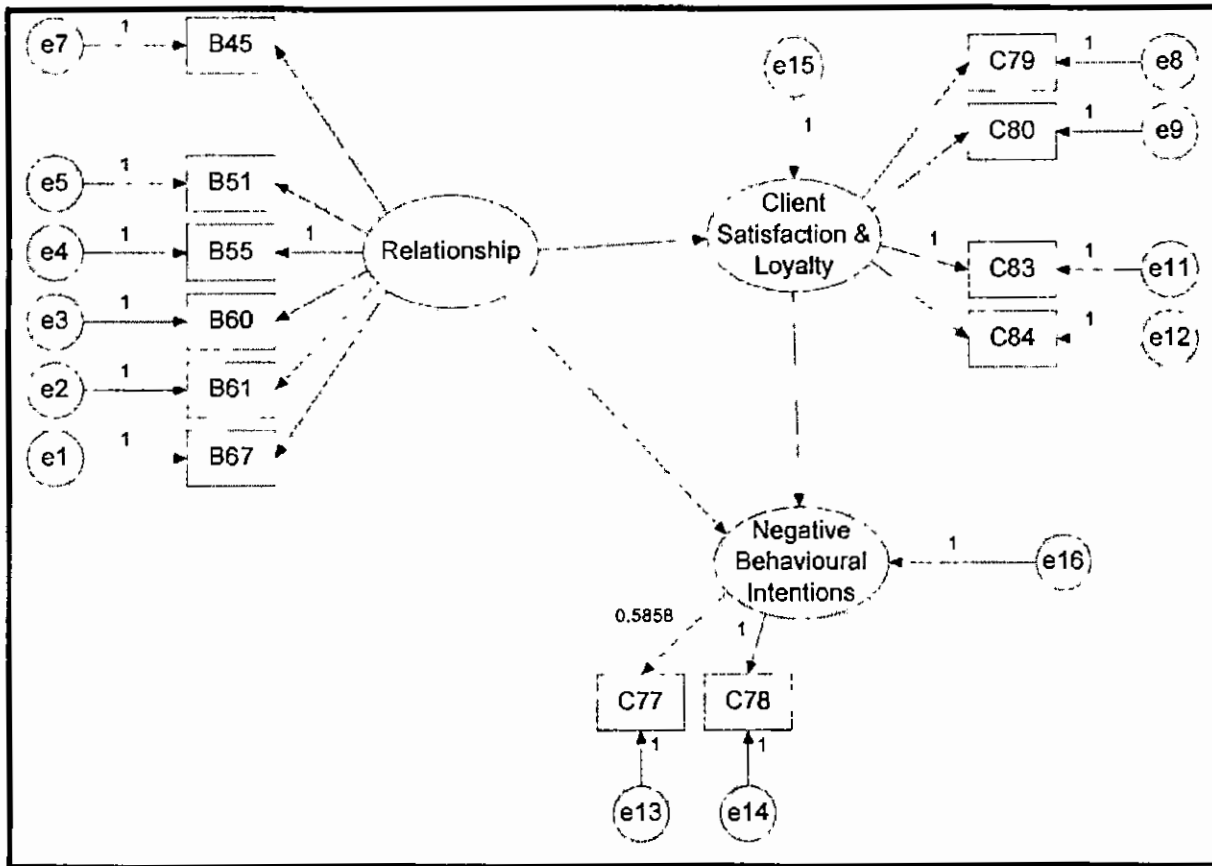 e7 1 B45
e15
1
C79 1 e8
C80 1 e9
e5 1 B51
e4 1 B55 1
e3 1 B60
e2 1 B61
e1 1 B67
Relationship
Client
Satisfaction &
Loyalty
1 C83 1 e11
C84 1 e12
Negative
Behavioural
Intentions
1 e16
0.5858 1
C77 C78
1 1
e13 e14